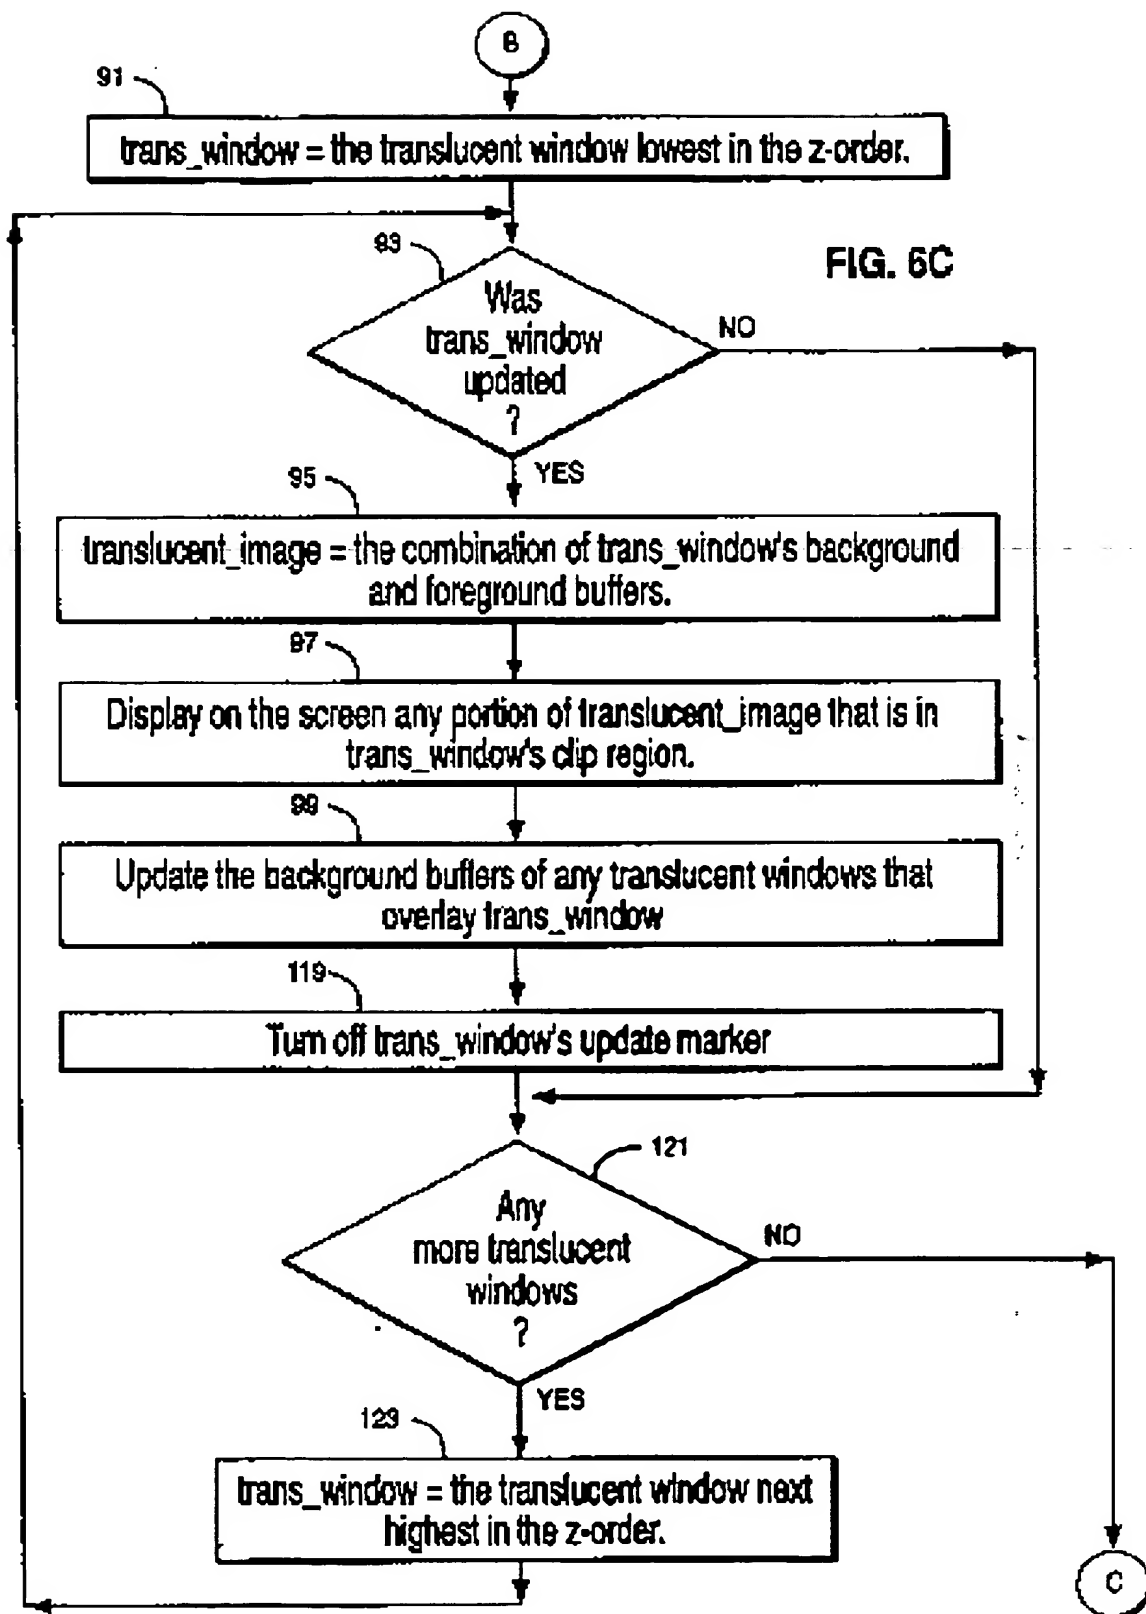 B
91
trans_window = the translucent window lowest in the z-order.
93
FIG. 6C
Was
trans_window
updated
?
NO
YES
95
translucent_image = the combination of trans_window's background
and foreground buffers.
97
Display on the screen any portion of translucent_image that is in
trans_window's clip region.
99
Update the background buffers of any translucent windows that
overlay trans_window
119
Turn off trans_window's update marker
121
Any
more translucent
windows
?
NO
YES
123
trans_window = the translucent window next
highest in the z-order.
C